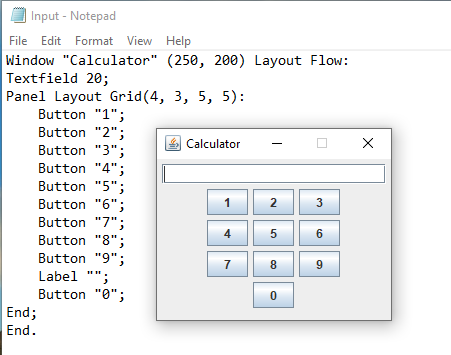 Input - Notepad
File Edit Format View Help
Window "Calculator" (250, 200) Layout Flow:
Textfield 20;
Panel Layout Grid(4, 3, 5, 5):
    Button "1";
    Button "2";
    Button "3";
    Button "4";
    Button "5";
    Button "6";
    Button "7";
    Button "8";
    Button "9";
    Label "";
    Button "0";
End;
End.
Calculator
1 2 3
4 5 6
7 8 9
0